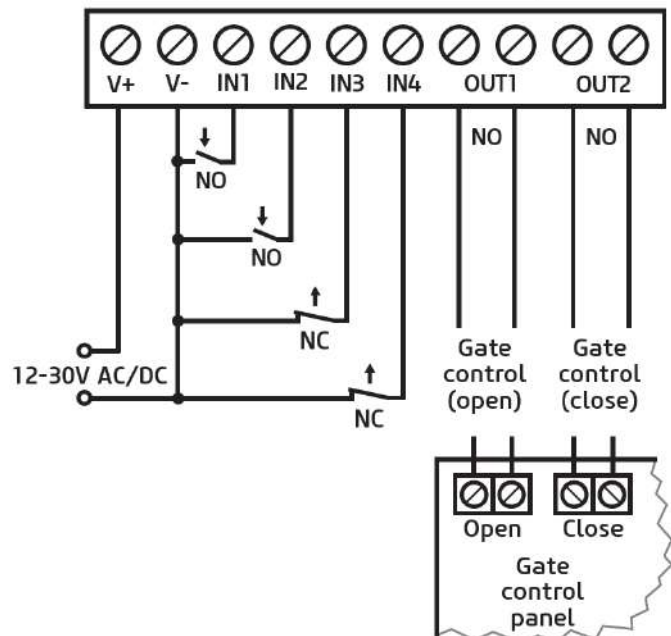 V+ V- IN1 IN2 IN3 IN4 OUT1 OUT2
NO NO
NO
NO
NC
12-30V AC/DC
NC
Gate
control
(open)
Gate
control
(close)
Open Close
Gate
control
panel